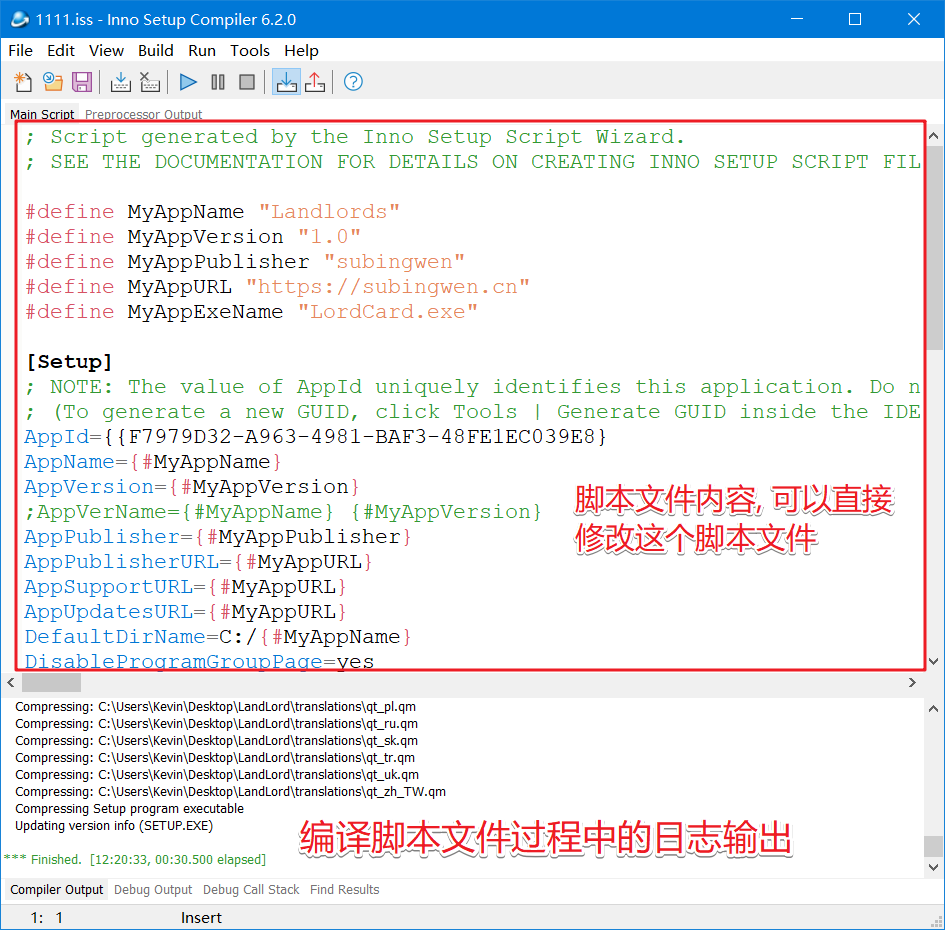 1111.iss - Inno Setup Compiler 6.2.0
File Edit View Build Run Tools Help
Main Script Preprocessor Output
; Script generated by the Inno Setup Script Wizard.
; SEE THE DOCUMENTATION FOR DETAILS ON CREATING INNO SETUP SCRIPT FIL
#define MyAppName "Landlords"
#define MyAppVersion "1.0"
#define MyAppPublisher "subingwen"
#define MyAppURL "https://subingwen.cn"
#define MyAppExeName "LordCard.exe"
[Setup]
; NOTE: The value of AppId uniquely identifies this application. Do n
; (To generate a new GUID, click Tools | Generate GUID inside the IDE
AppId={{F7979D32-A963-4981-BAF3-48FE1EC039E8}
AppName={#MyAppName}
AppVersion={#MyAppVersion}
;AppVerName={#MyAppName} {#MyAppVersion}
AppPublisher={#MyAppPublisher}
AppPublisherURL={#MyAppURL}
AppSupportURL={#MyAppURL}
AppUpdatesURL={#MyAppURL}
DefaultDirName=C:/{#MyAppName}
DisableProgramGroupPage=yes
脚本文件内容, 可以直接
修改这个脚本文件
Compressing: C:\Users\Kevin\Desktop\LandLord\translations\qt_pl.qm
Compressing: C:\Users\Kevin\Desktop\LandLord\translations\qt_ru.qm
Compressing: C:\Users\Kevin\Desktop\LandLord\translations\qt_sk.qm
Compressing: C:\Users\Kevin\Desktop\LandLord\translations\qt_tr.qm
Compressing: C:\Users\Kevin\Desktop\LandLord\translations\qt_uk.qm
Compressing: C:\Users\Kevin\Desktop\LandLord\translations\qt_zh_TW.qm
Compressing Setup program executable
Updating version info (SETUP.EXE)
编译脚本文件过程中的日志输出
*** Finished. [12:20:33, 00:30.500 elapsed]
Compiler Output Debug Output Debug Call Stack Find Results
1: 1 Insert